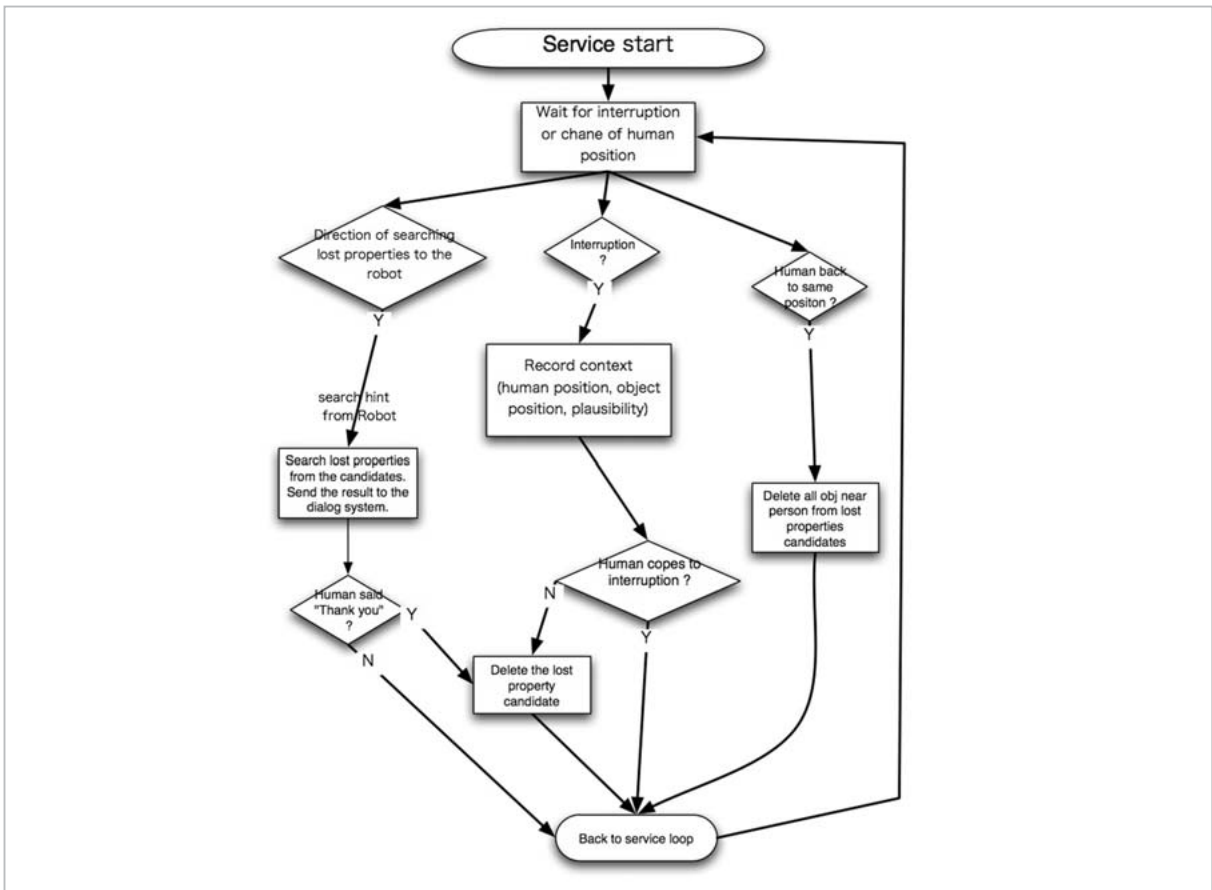 Service start
Wait for interruption
or chane of human
position
Direction of searching
lost properties to the
robot
Interruption
?
Human back
to same
positon ?
Y
Y
Y
Record context
(human position, object
position, plausibility)
search hint
from Robot
Search lost properties
from the candidates.
Send the result to the
dialog system.
Delete all obj near
person from lost
properties
candidates
Human copes to
interruption ?
Human said
"Thank you"
?
Y
N
Y
N
Delete the lost
property
candidate
Back to service loop